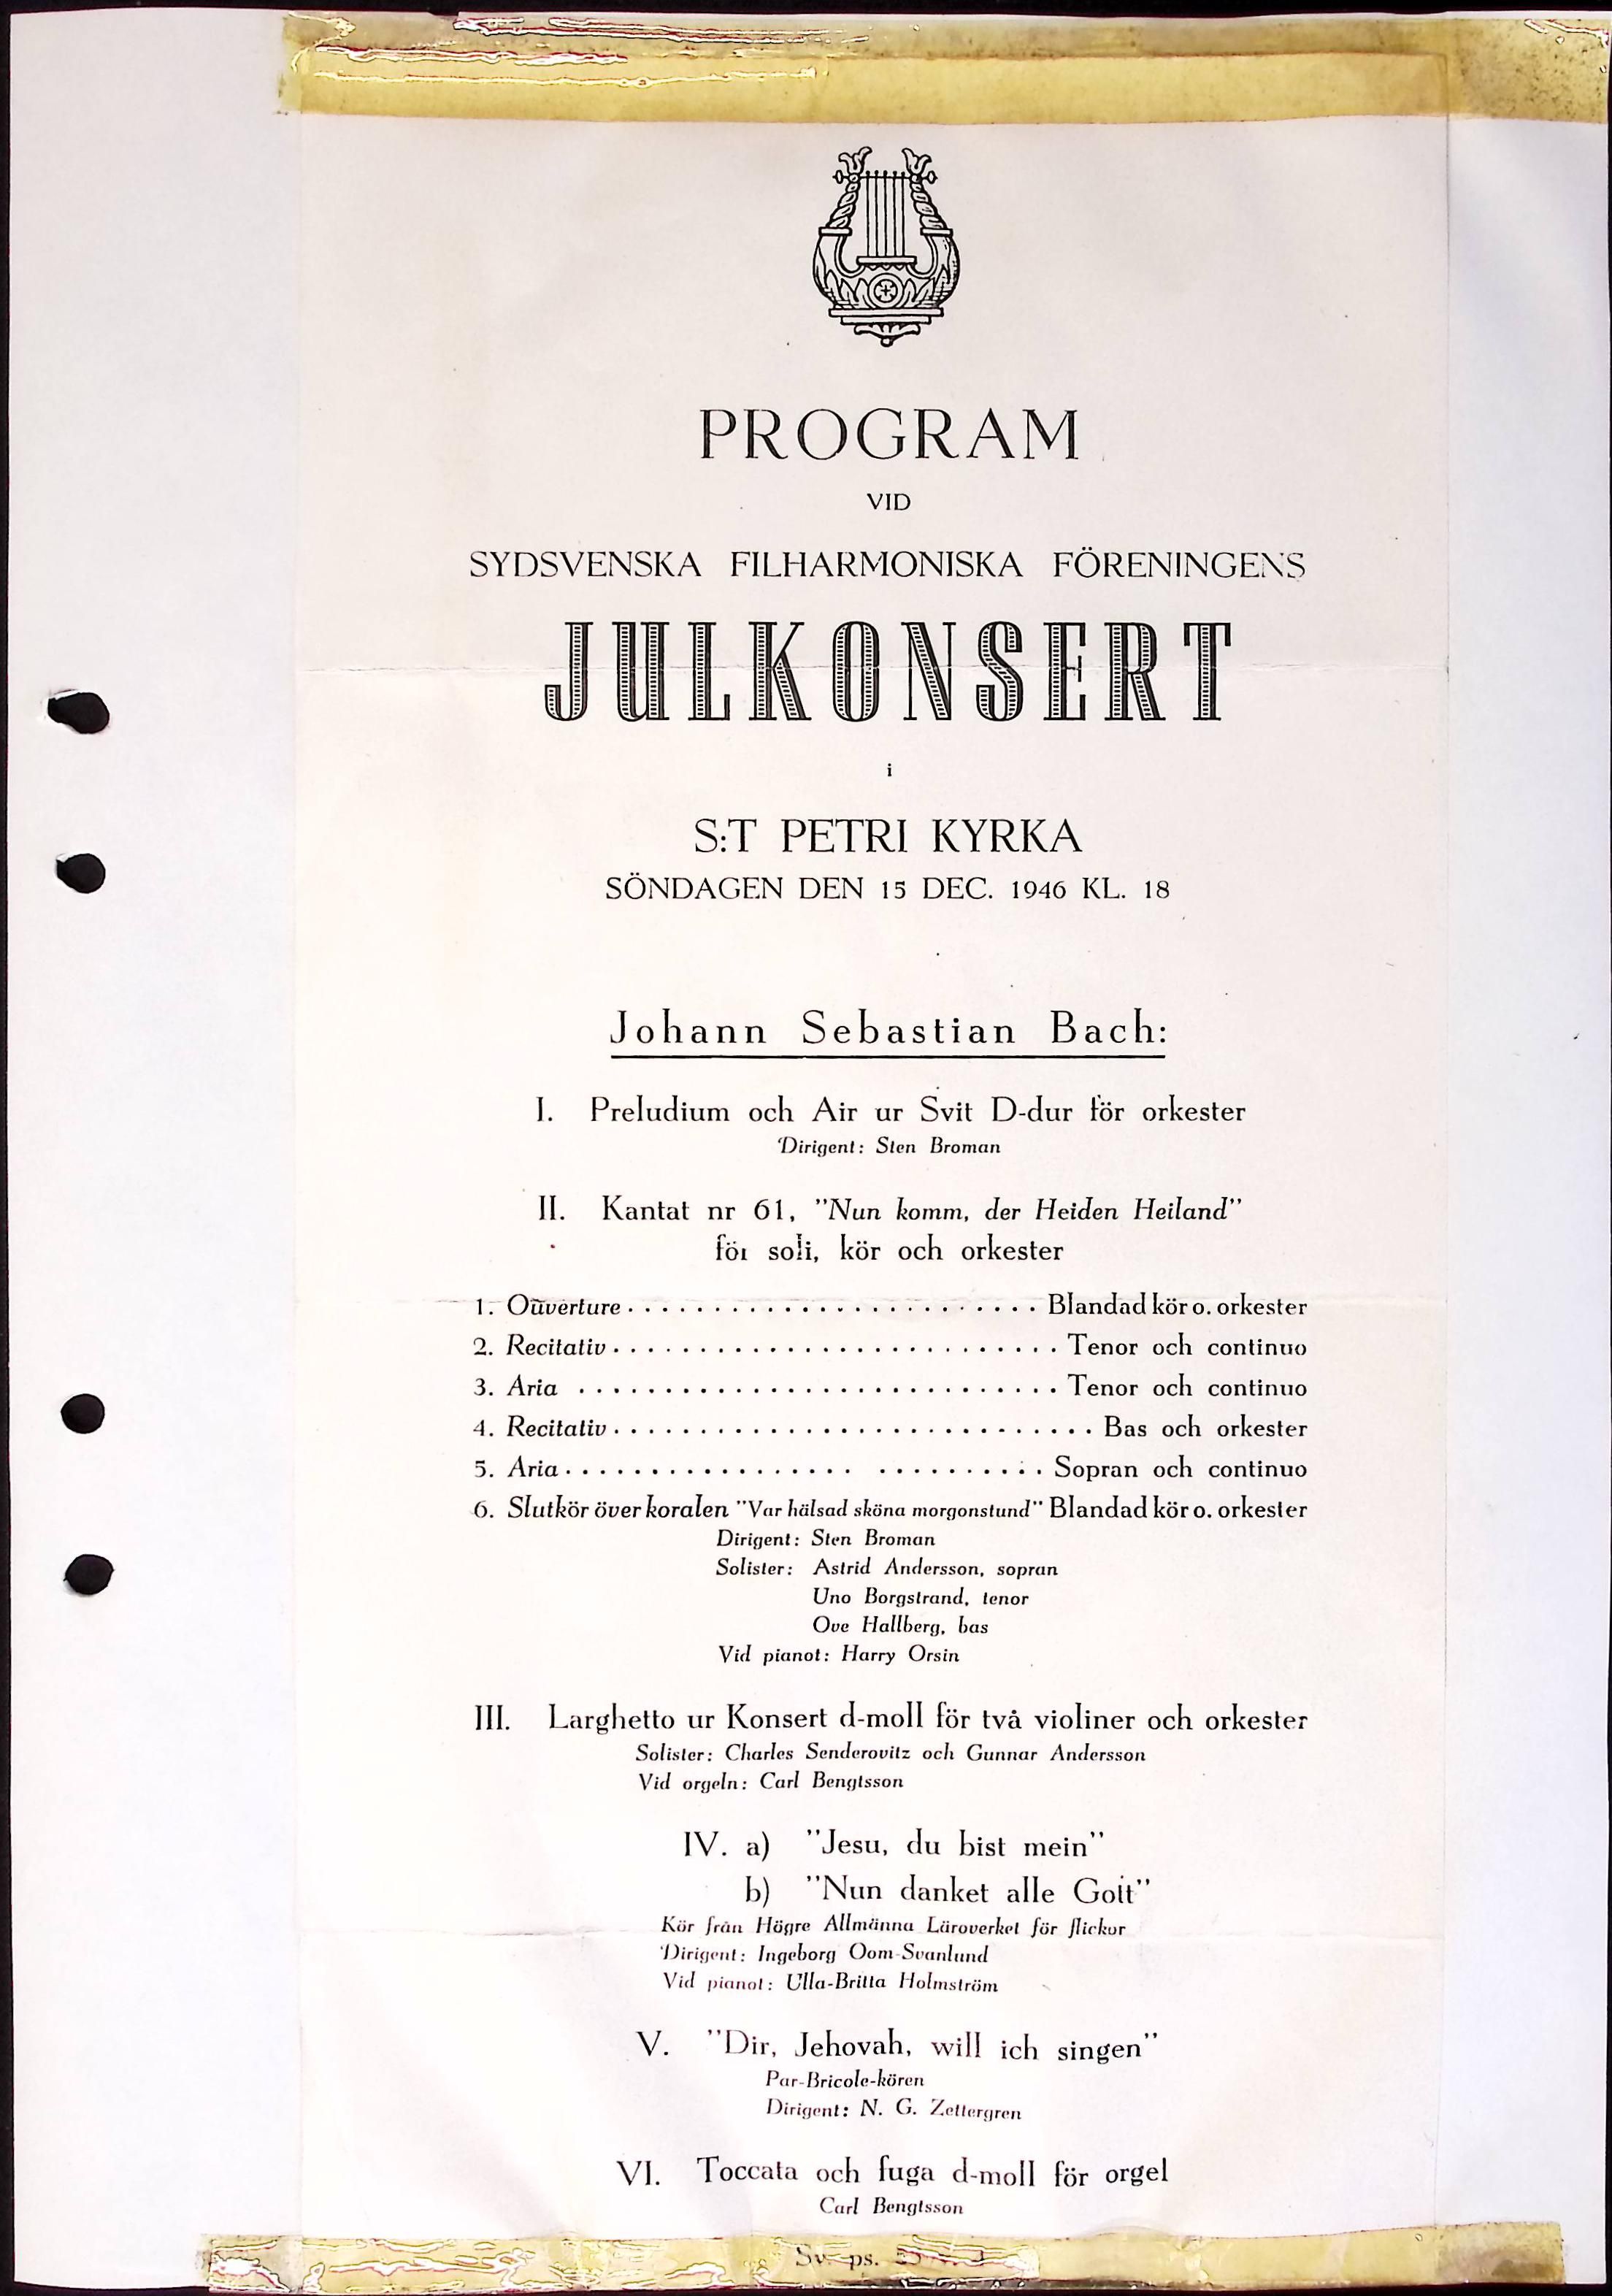 PROGRAM
VID
SYDSVENSKA FILHARMONISKA FÖRENINGENS
JULKONSERT
i
S:T PETRI KYRKA
SÖNDAGEN DEN 15 DEC. 1946 KL. 18
Johann Sebastian Bach:
I. Preludium och Air ur Svit D-dur för orkester
Dirigent: Sten Broman
II. Kantat nr 61, "Nun komm, der Heiden Heiland"
för soli, kör och orkester
1. Ouverture . . . . . . . . . . . . . . . . . . . . . . . . Blandad kör o. orkester
2. Recitativ . . . . . . . . . . . . . . . . . . . . . . . . . . Tenor och continuo
3. Aria . . . . . . . . . . . . . . . . . . . . . . . . . . . . Tenor och continuo
4. Recitativ . . . . . . . . . . . . . . . . . . . . . . . . . . . . Bas och orkester
5. Aria . . . . . . . . . . . . . . . . . . . . . . . . . . . Sopran och continuo
6. Slutkör över koralen "Var hälsad sköna morgonstund" Blandad kör o. orkester
Dirigent: Sten Broman
Solister: Astrid Andersson, sopran
Uno Borgstrand, tenor
Ove Hallberg, bas
Vid pianot: Harry Orsin
III. Larghetto ur Konsert d-moll för två violiner och orkester
Solister: Charles Senderovitz och Gunnar Andersson
Vid orgeln: Carl Bengtsson
IV. a) "Jesu, du bist mein"
b) "Nun danket alle Gott"
Kör från Högre Allmänna Läroverket för flickor
Dirigent: Ingeborg Oom-Svanlund
Vid pianot: Ulla-Britta Holmström
V. "Dir, Jehovah, will ich singen"
Par-Bricole-kören
Dirigent: N. G. Zettergren
VI. Toccata och fuga d-moll för orgel
Carl Bengtsson
Sv. ps.